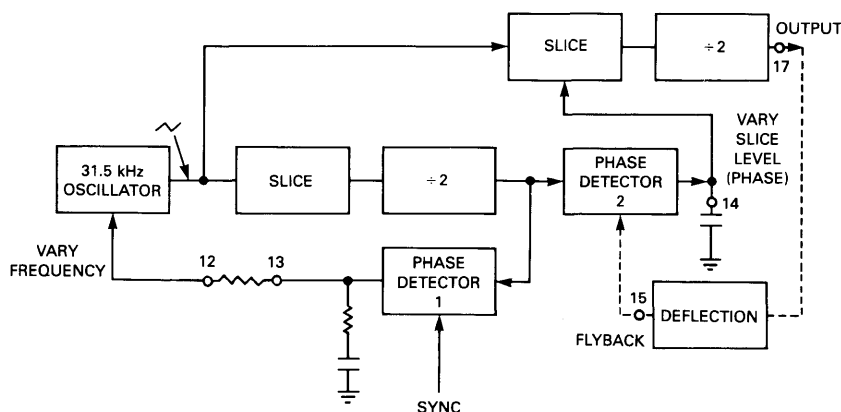 OUTPUT
SLICE
÷2
17
VARY
SLICE
LEVEL
(PHASE)
31.5 kHz
OSCILLATOR
SLICE
÷2
PHASE
DETECTOR
2
14
VARY
FREQUENCY
12
13
PHASE
DETECTOR
1
15
DEFLECTION
FLYBACK
SYNC